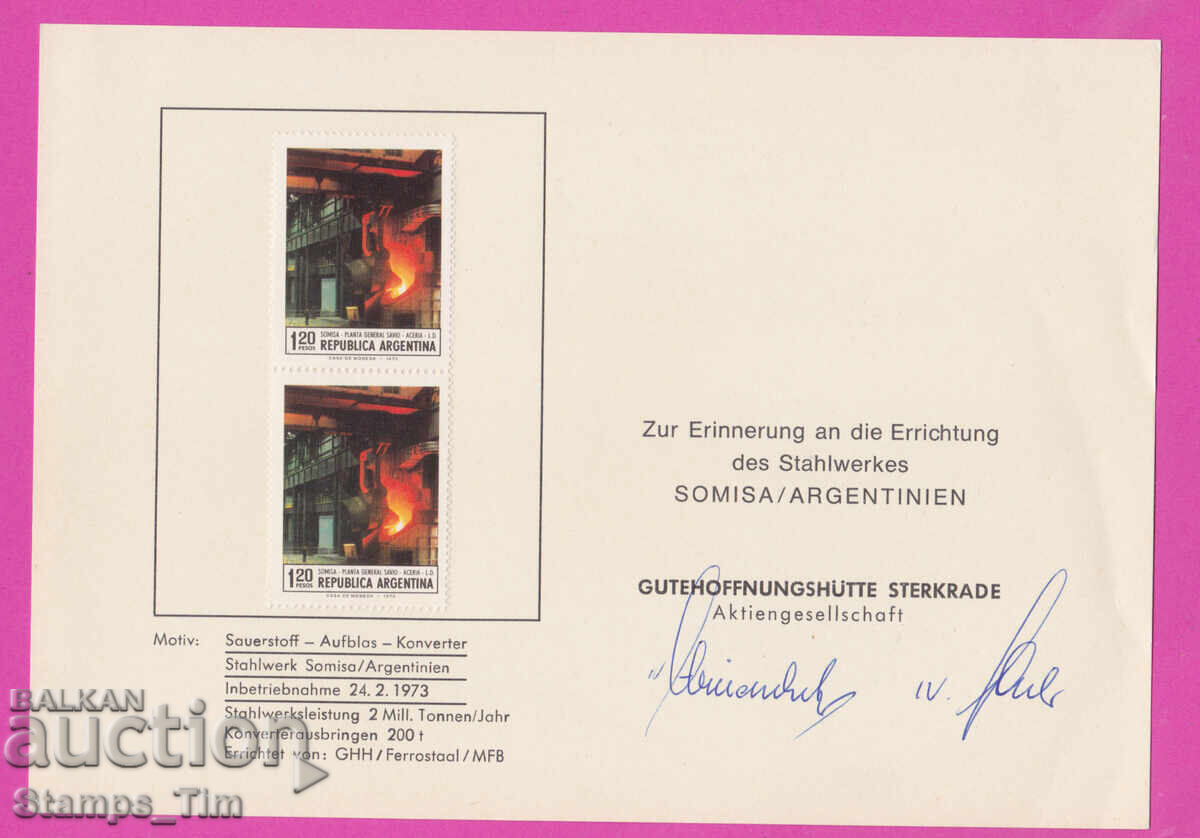 1.20 PESOS SOMISA - PLANTA GENERAL SAVIO - ACERIA - L.D.
REPUBLICA ARGENTINA
CASA DE MONEDA - 1973
1.20 PESOS SOMISA - PLANTA GENERAL SAVIO - ACERIA - L.D.
REPUBLICA ARGENTINA
CASA DE MONEDA - 1973
Motiv: Sauerstoff – Aufblas – Konverter
Stahlwerk Somisa/Argentinien
Inbetriebnahme 24. 2. 1973
Stahlwerksleistung 2 Mill. Tonnen/Jahr
Konverterausbringen 200 t
Errichtet von: GHH/Ferrostaal/MFB
Zur Erinnerung an die Errichtung
des Stahlwerkes
SOMISA/ARGENTINIEN
GUTEHOFFNUNGSHÜTTE STERKRADE
Aktiengesellschaft
BALKAN
auction
Stamps_Tim